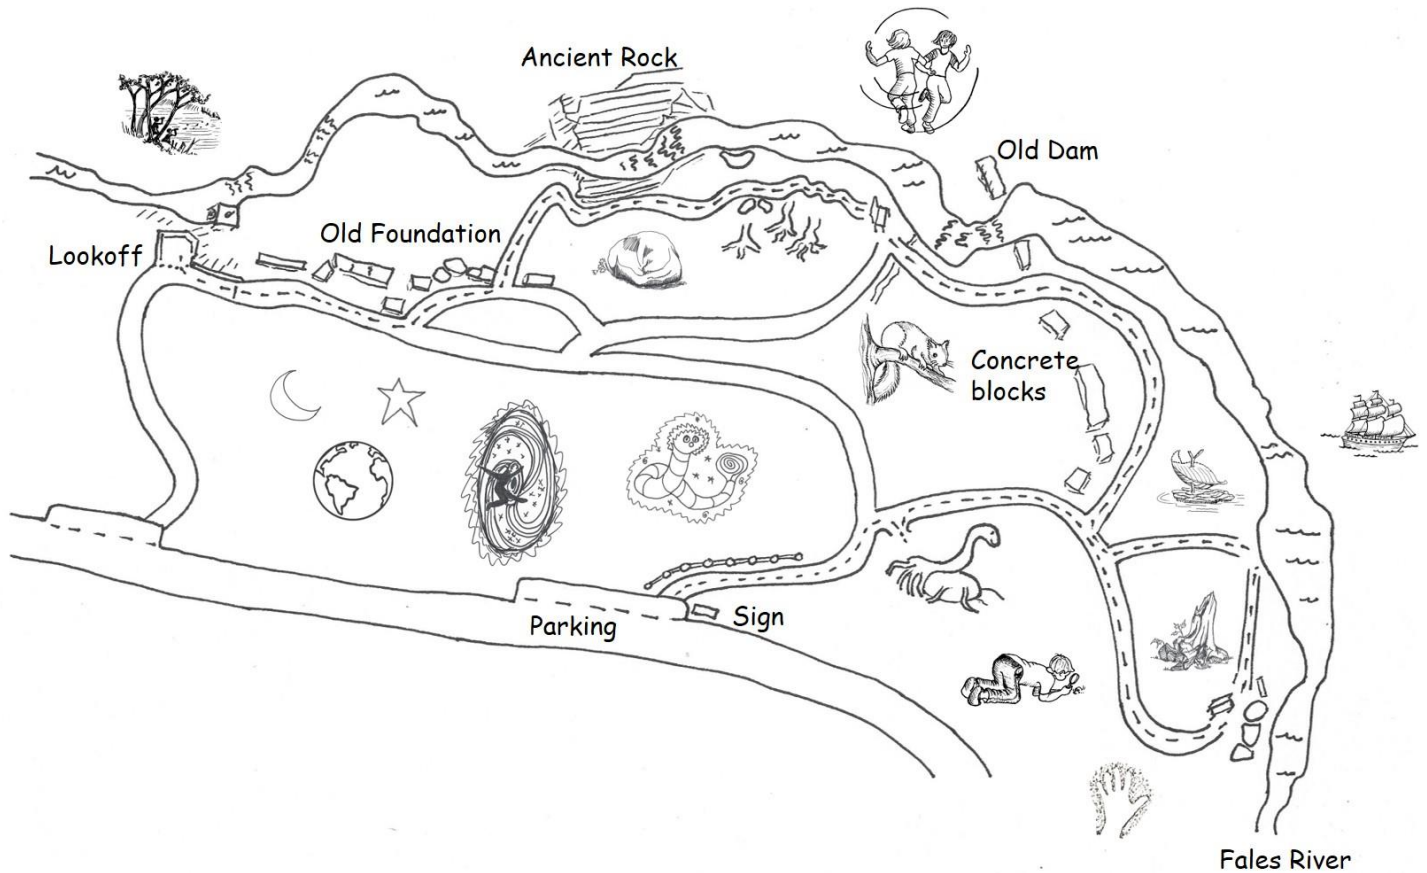 Ancient Rock
Old Dam
Old Foundation
Lookoff
Concrete
blocks
Parking
Sign
Fales River